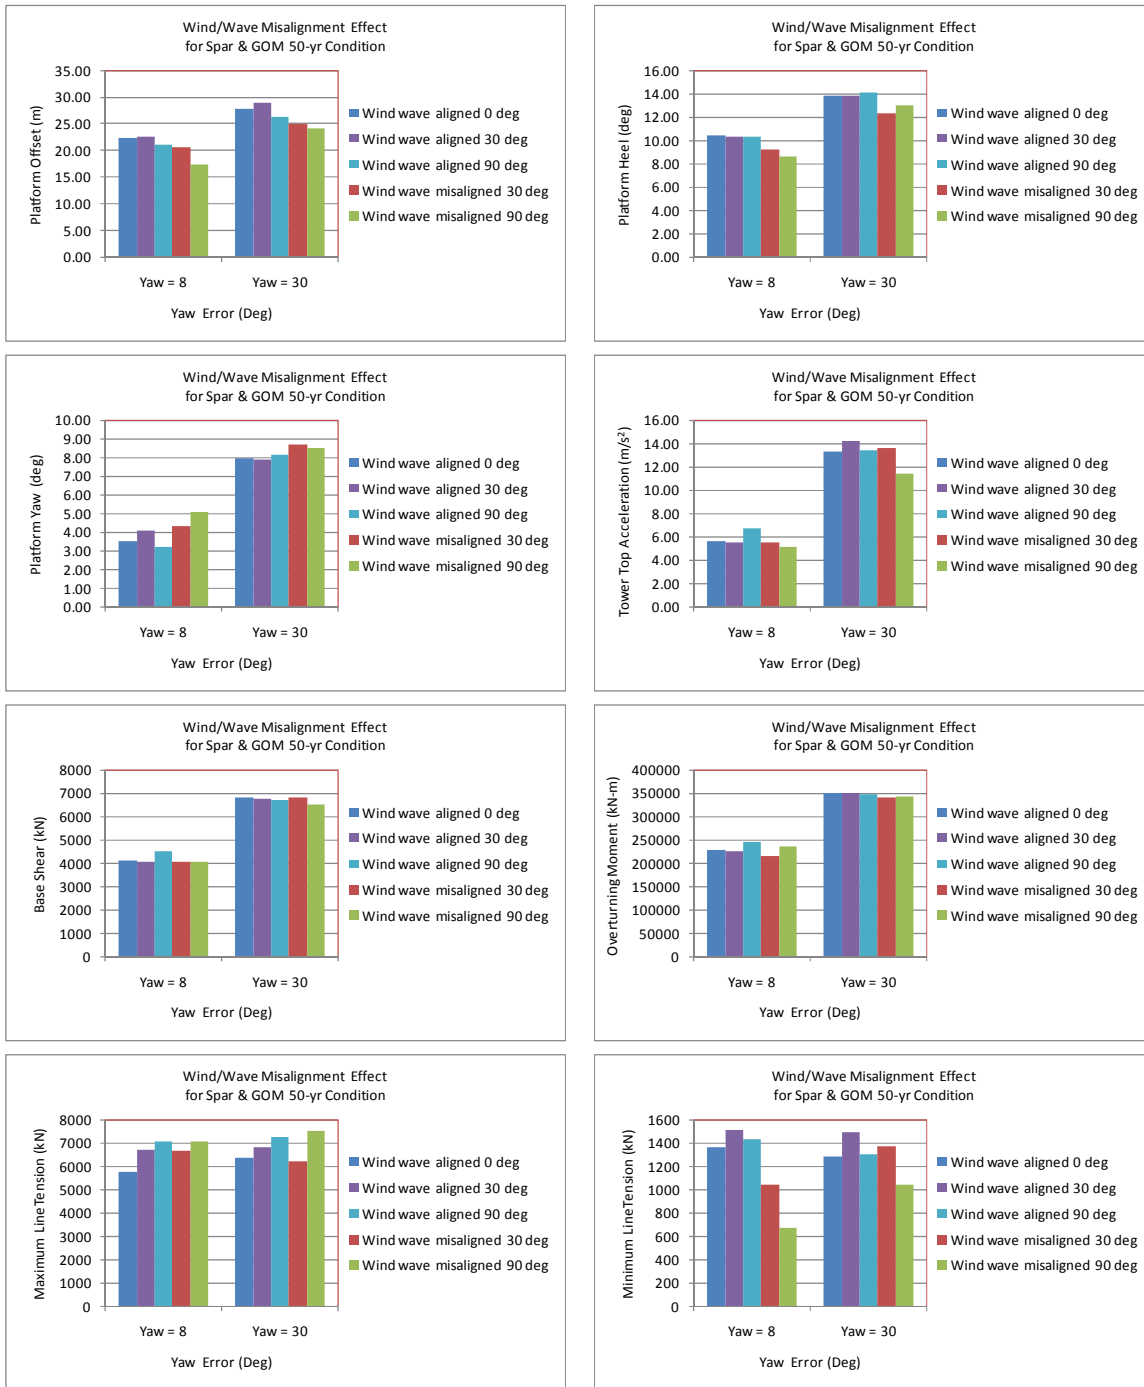 Wind/Wave Misalignment Effect
for Spar & GOM 50-yr Condition
Platform Offset (m)
35.00
30.00
25.00
20.00
15.00
10.00
5.00
0.00
Yaw = 8
Yaw = 30
Yaw Error (Deg)
Wind wave aligned 0 deg
Wind wave aligned 30 deg
Wind wave aligned 90 deg
Wind wave misaligned 30 deg
Wind wave misaligned 90 deg
Wind/Wave Misalignment Effect
for Spar & GOM 50-yr Condition
Platform Heel (deg)
16.00
14.00
12.00
10.00
8.00
6.00
4.00
2.00
0.00
Yaw = 8
Yaw = 30
Yaw Error (Deg)
Wind wave aligned 0 deg
Wind wave aligned 30 deg
Wind wave aligned 90 deg
Wind wave misaligned 30 deg
Wind wave misaligned 90 deg
Wind/Wave Misalignment Effect
for Spar & GOM 50-yr Condition
Platform Yaw (deg)
10.00
9.00
8.00
7.00
6.00
5.00
4.00
3.00
2.00
1.00
0.00
Yaw = 8
Yaw = 30
Yaw Error (Deg)
Wind wave aligned 0 deg
Wind wave aligned 30 deg
Wind wave aligned 90 deg
Wind wave misaligned 30 deg
Wind wave misaligned 90 deg
Wind/Wave Misalignment Effect
for Spar & GOM 50-yr Condition
Tower Top Acceleration (m/s²)
16.00
14.00
12.00
10.00
8.00
6.00
4.00
2.00
0.00
Yaw = 8
Yaw = 30
Yaw Error (Deg)
Wind wave aligned 0 deg
Wind wave aligned 30 deg
Wind wave aligned 90 deg
Wind wave misaligned 30 deg
Wind wave misaligned 90 deg
Wind/Wave Misalignment Effect
for Spar & GOM 50-yr Condition
Base Shear (kN)
8000
7000
6000
5000
4000
3000
2000
1000
0
Yaw = 8
Yaw = 30
Yaw Error (Deg)
Wind wave aligned 0 deg
Wind wave aligned 30 deg
Wind wave aligned 90 deg
Wind wave misaligned 30 deg
Wind wave misaligned 90 deg
Wind/Wave Misalignment Effect
for Spar & GOM 50-yr Condition
Overturning Moment (kN-m)
400000
350000
300000
250000
200000
150000
100000
50000
0
Yaw = 8
Yaw = 30
Yaw Error (Deg)
Wind wave aligned 0 deg
Wind wave aligned 30 deg
Wind wave aligned 90 deg
Wind wave misaligned 30 deg
Wind wave misaligned 90 deg
Wind/Wave Misalignment Effect
for Spar & GOM 50-yr Condition
Maximum Line Tension (kN)
8000
7000
6000
5000
4000
3000
2000
1000
0
Yaw = 8
Yaw = 30
Yaw Error (Deg)
Wind wave aligned 0 deg
Wind wave aligned 30 deg
Wind wave aligned 90 deg
Wind wave misaligned 30 deg
Wind wave misaligned 90 deg
Wind/Wave Misalignment Effect
for Spar & GOM 50-yr Condition
Minimum Line Tension (kN)
1600
1400
1200
1000
800
600
400
200
0
Yaw = 8
Yaw = 30
Yaw Error (Deg)
Wind wave aligned 0 deg
Wind wave aligned 30 deg
Wind wave aligned 90 deg
Wind wave misaligned 30 deg
Wind wave misaligned 90 deg